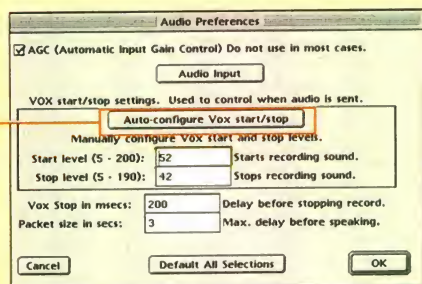 Audio Preferences
AGC (Automatic Input Gain Control) Do not use in most cases.
Audio Input
VOX start/stop settings. Used to control when audio is sent.
Auto-configure Vox start/stop
Manually configure Vox start and stop levels.
Start level (5 - 200): 52 Starts recording sound.
Stop level (5 - 190): 42 Stops recording sound.
Vox Stop in msecs: 200 Delay before stopping record.
Packet size in secs: 3 Max. delay before speaking.
Cancel Default All Selections OK